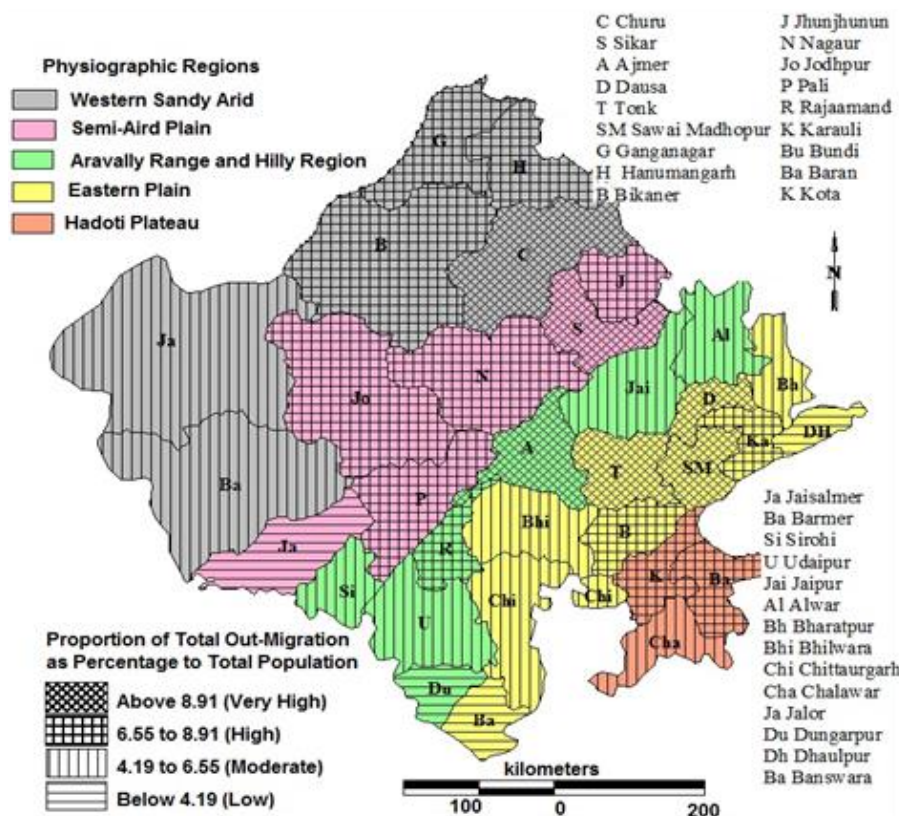 C Churu
S Sikar
A Ajmer
D Dausa
T Tonk
SM Sawai Madhopur
G Ganganagar
H Hanumangarh
B Bikaner
J Jhunjhunun
N Nagaur
Jo Jodhpur
P Pali
R Rajaamand
K Karauli
Bu Bundi
Ba Baran
K Kota
Physiographic Regions
Western Sandy Arid
Semi-Aird Plain
Aravally Range and Hilly Region
Eastern Plain
Hadoti Plateau
N
G
H
B
C
J
S
Ja
Al
Jai
Ba
N
Jo
D
DH
Ka
A
SM
T
Ba
P
Bhi
B
Ja
R
K
Ba
Si
Chi
Chi
U
Cha
Du
Ba
Ja Jaisalmer
Ba Barmer
Si Sirohi
U Udaipur
Jai Jaipur
Al Alwar
Bh Bharatpur
Bhi Bhilwara
Chi Chittaurgarh
Cha Chalawar
Ja Jalor
Du Dungarpur
Dh Dhaulpur
Ba Banswara
Proportion of Total Out-Migration
as Percentage to Total Population
Above 8.91 (Very High)
6.55 to 8.91 (High)
4.19 to 6.55 (Moderate)
Below 4.19 (Low)
kilometers
100 0 200